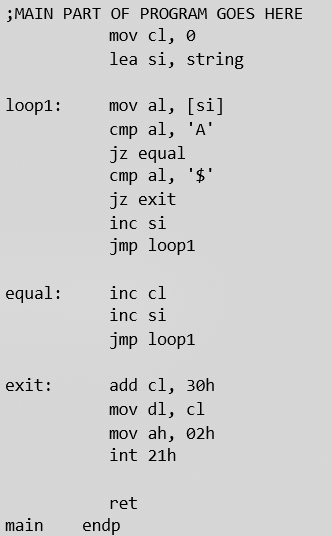 ;MAIN PART OF PROGRAM GOES HERE
mov cl, 0
lea si, string
loop1: mov al, [si]
cmp al, 'A'
jz equal
cmp al, '$'
jz exit
inc si
jmp loop1
equal: inc cl
inc si
jmp loop1
exit: add cl, 30h
mov dl, cl
mov ah, 02h
int 21h
ret
main endp